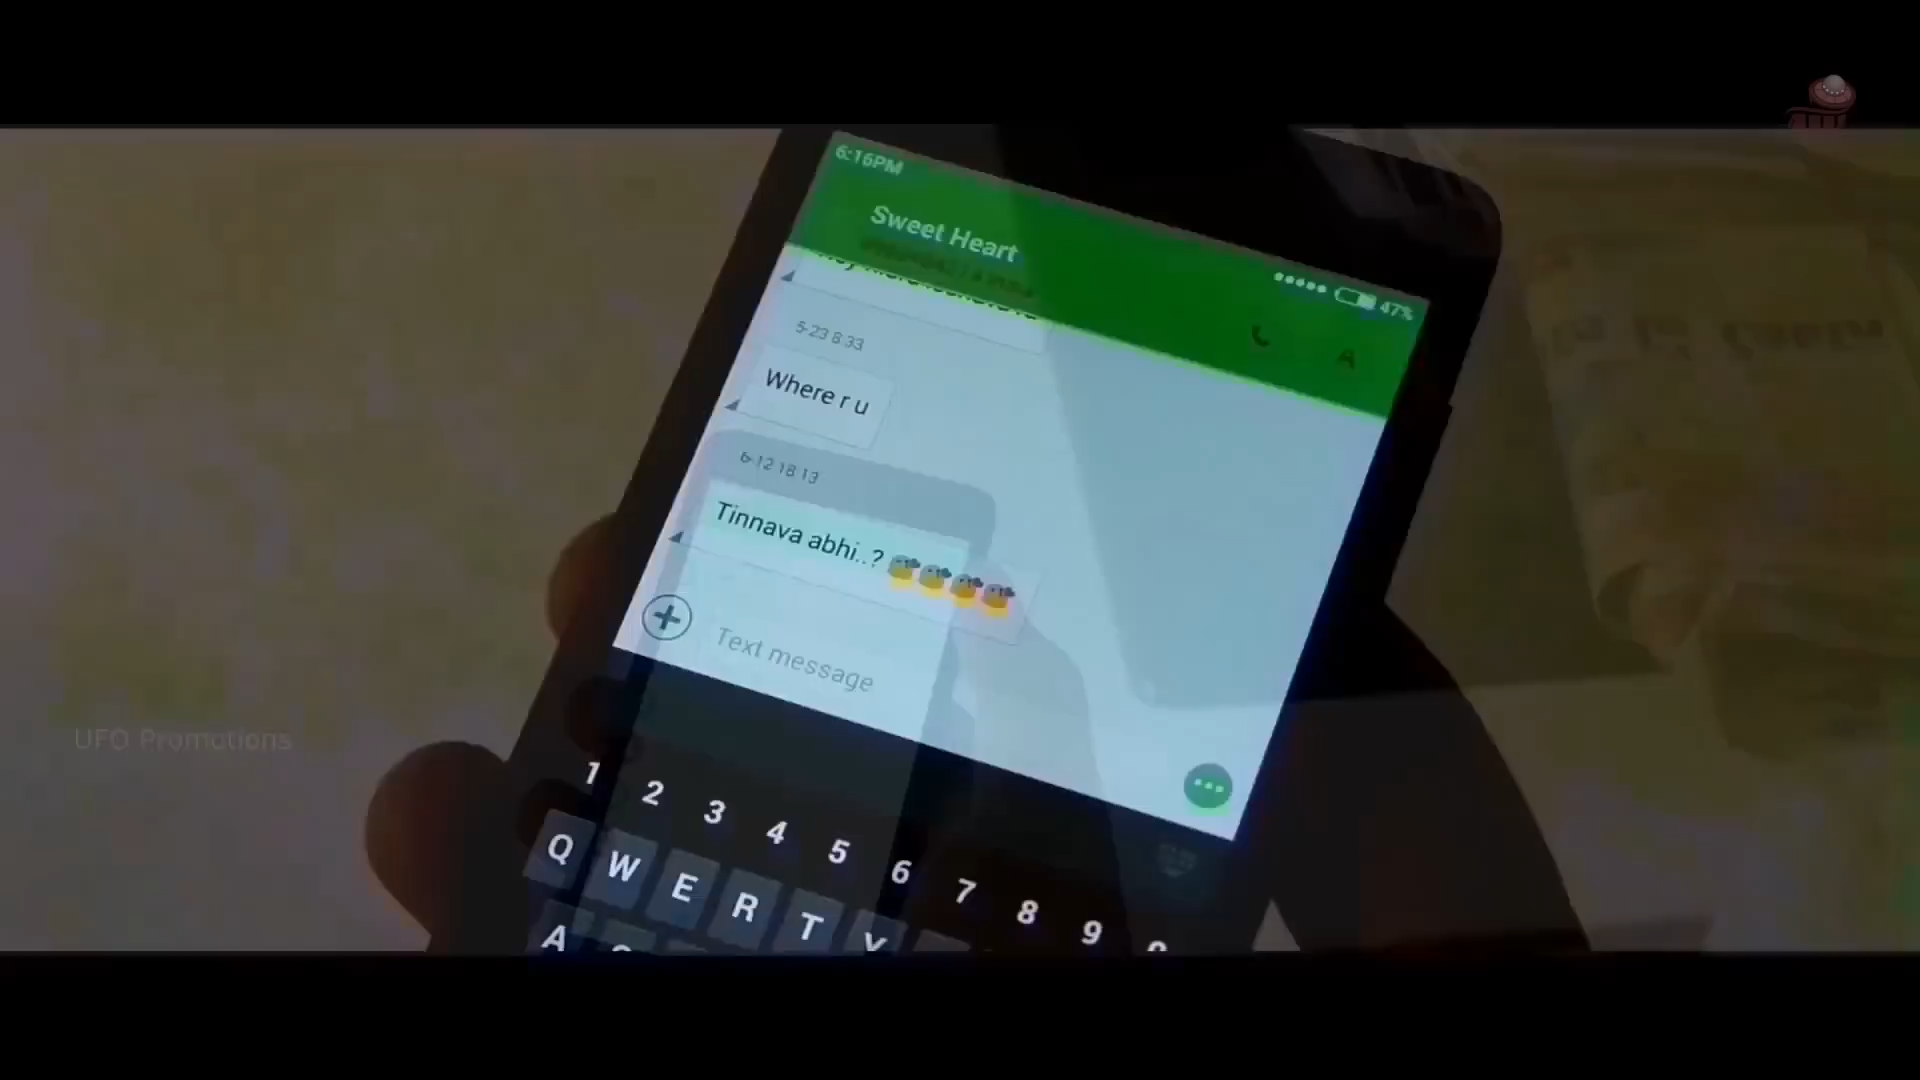 6:16PM
47%
Sweet Heart
5-23 8:33
Where r u
6-12 18:13
Tinnava abhi..?
Text message
UFO Promotions
1 2 3 4 5 6 7 8 9
Q W E R T Y
A